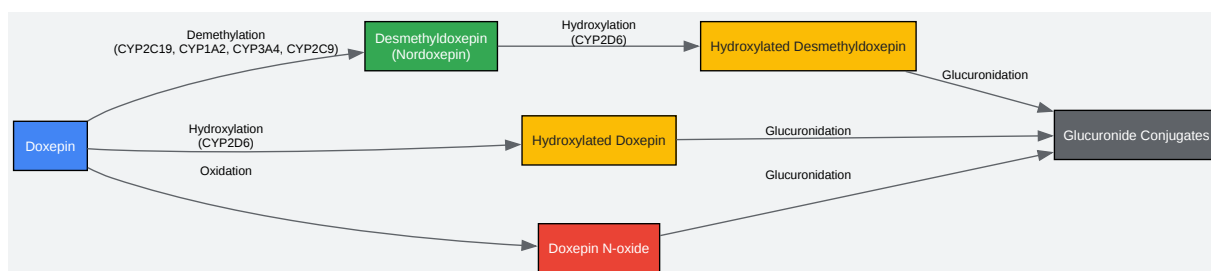 Demethylation
(CYP2C19, CYP1A2, CYP3A4, CYP2C9)
Desmethyldoxepin
(Nordoxepin)
Hydroxylation
(CYP2D6)
Hydroxylated Desmethyldoxepin
Glucuronidation
Doxepin
Hydroxylation
(CYP2D6)
Hydroxylated Doxepin
Glucuronidation
Glucuronide Conjugates
Oxidation
Doxepin N-oxide
Glucuronidation